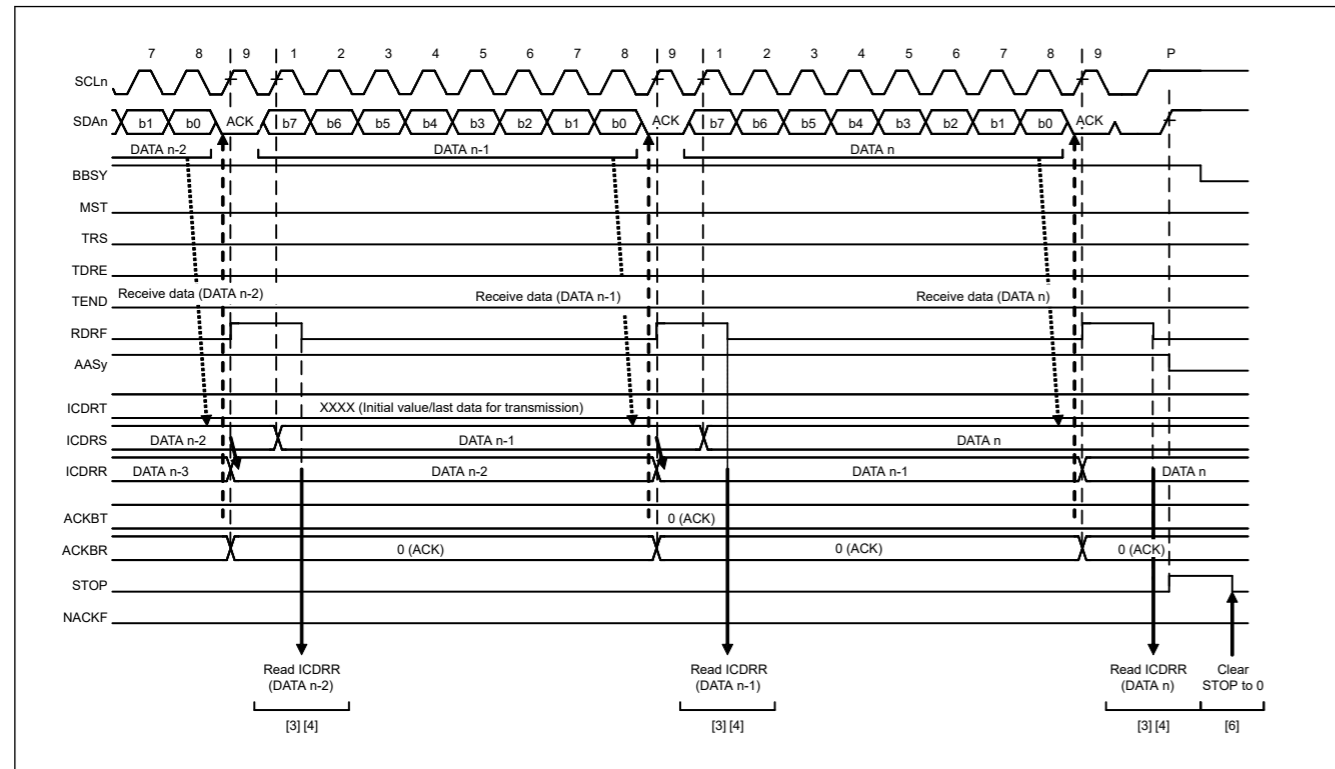 7 8 9 1 2 3 4 5 6 7 8 9 1 2 3 4 5 6 7 8 9 P
SCLn
SDAn b1 b0 ACK b7 b6 b5 b4 b3 b2 b1 b0 ACK b7 b6 b5 b4 b3 b2 b1 b0 ACK
DATA n-2 DATA n-1 DATA n
BBSY
MST
TRS
TDRE
Receive data (DATA n-2) Receive data (DATA n-1) Receive data (DATA n)
TEND
RDRF
AASy
ICDRT XXXX (Initial value/last data for transmission)
ICDRS DATA n-2 DATA n-1 DATA n
ICDRR DATA n-3 DATA n-2 DATA n-1 DATA n
ACKBT 0 (ACK)
ACKBR 0 (ACK) 0 (ACK) 0 (ACK)
STOP
NACKF
Read ICDRR Read ICDRR Read ICDRR Clear
(DATA n-2) (DATA n-1) (DATA n) STOP to 0
[3] [4] [3] [4] [3] [4] [6]